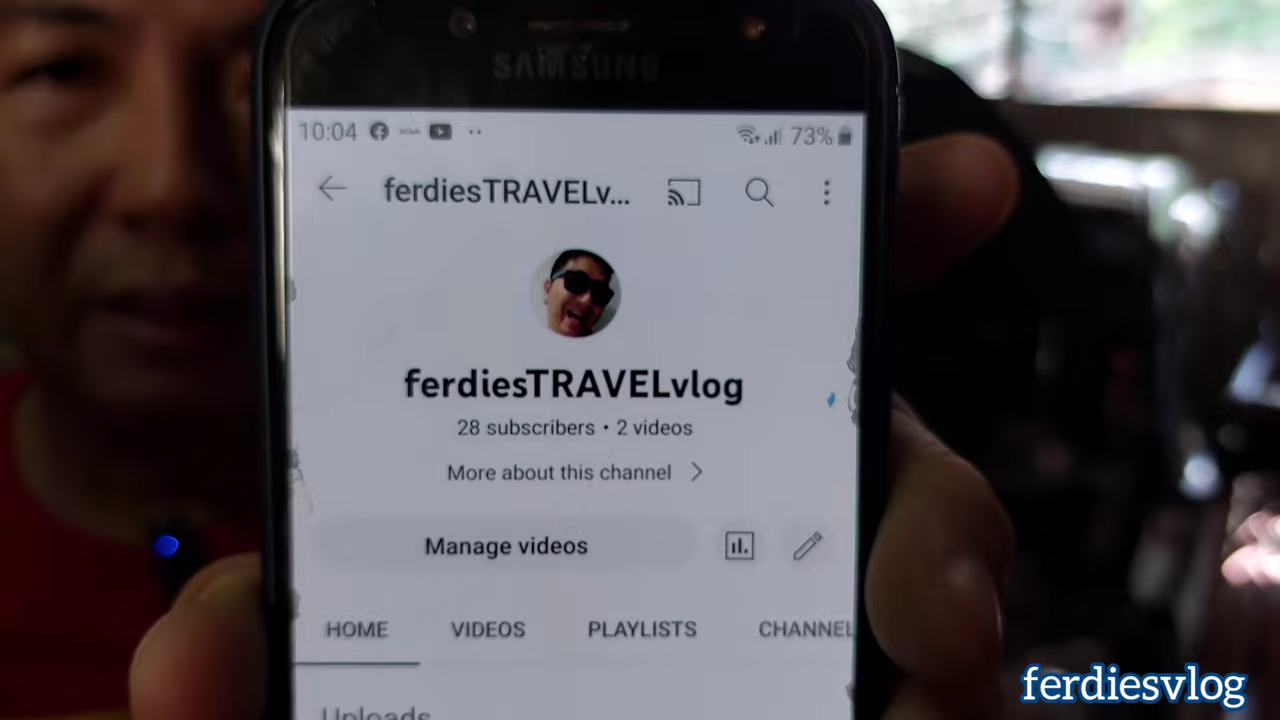 SAMSUNG
10:04 73%
ferdiesTRAVELv...
ferdiesTRAVELvlog
28 subscribers • 2 videos
More about this channel
Manage videos
HOME VIDEOS PLAYLISTS CHANNEL
Uploads
ferdiesvlog